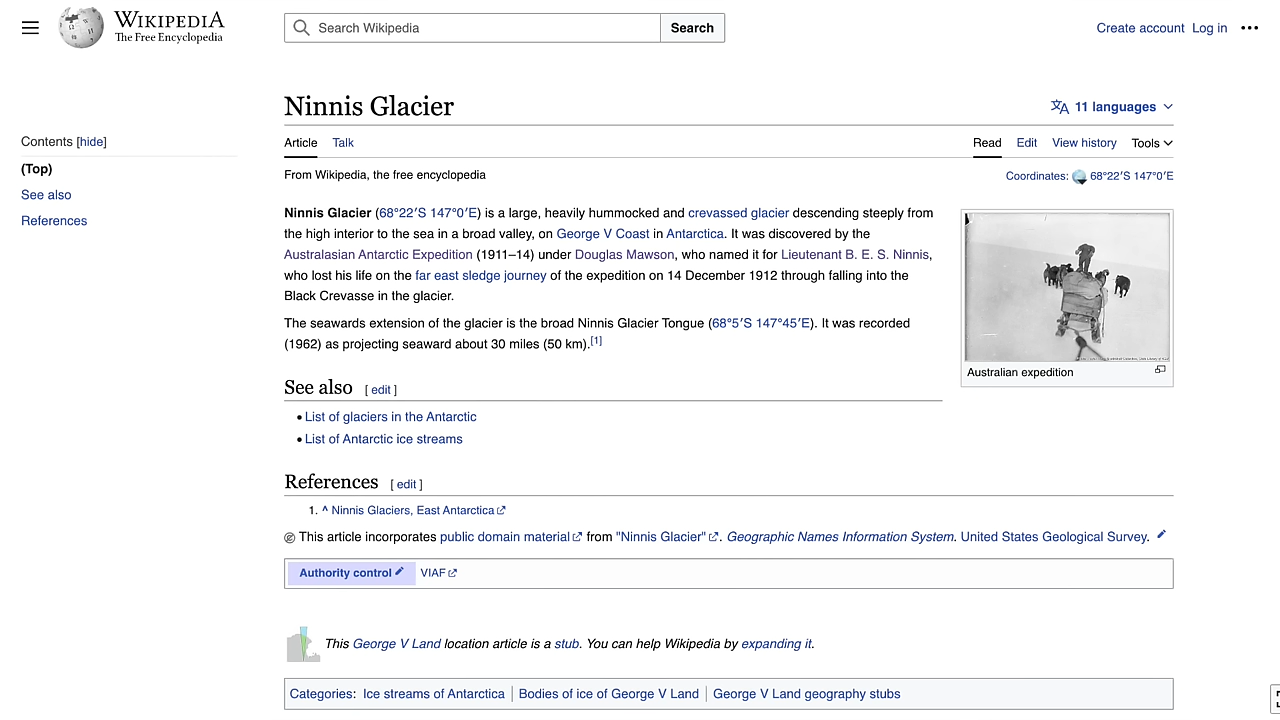 WIKIPEDIA
The Free Encyclopedia
Search Wikipedia
Search
Create account Log in
Ninnis Glacier
11 languages
Contents [hide]
(Top)
See also
References
Article Talk
Read Edit View history Tools
From Wikipedia, the free encyclopedia
Coordinates: 68°22′S 147°0′E
Ninnis Glacier (68°22′S 147°0′E) is a large, heavily hummocked and crevassed glacier descending steeply from
the high interior to the sea in a broad valley, on George V Coast in Antarctica. It was discovered by the
Australasian Antarctic Expedition (1911–14) under Douglas Mawson, who named it for Lieutenant B. E. S. Ninnis,
who lost his life on the far east sledge journey of the expedition on 14 December 1912 through falling into the
Black Crevasse in the glacier.
The seawards extension of the glacier is the broad Ninnis Glacier Tongue (68°5′S 147°45′E). It was recorded
(1962) as projecting seaward about 30 miles (50 km).[1]
Australian expedition
See also [ edit ]
• List of glaciers in the Antarctic
• List of Antarctic ice streams
References [ edit ]
1. ^ Ninnis Glaciers, East Antarctica
This article incorporates public domain material from "Ninnis Glacier". Geographic Names Information System. United States Geological Survey.
Authority control VIAF
This George V Land location article is a stub. You can help Wikipedia by expanding it.
Categories: Ice streams of Antarctica | Bodies of ice of George V Land | George V Land geography stubs